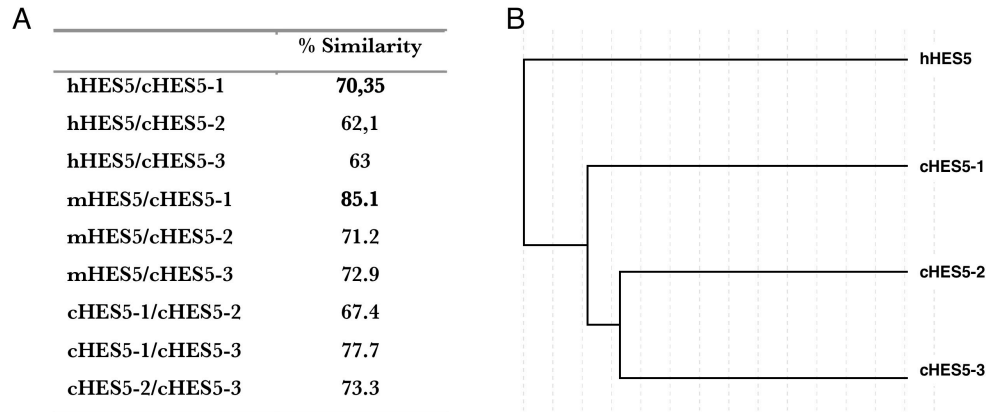 A
% Similarity
hHES5/cHES5-1 70,35
hHES5/cHES5-2 62,1
hHES5/cHES5-3 63
mHES5/cHES5-1 85.1
mHES5/cHES5-2 71.2
mHES5/cHES5-3 72.9
cHES5-1/cHES5-2 67.4
cHES5-1/cHES5-3 77.7
cHES5-2/cHES5-3 73.3
B
hHES5
cHES5-1
cHES5-2
cHES5-3